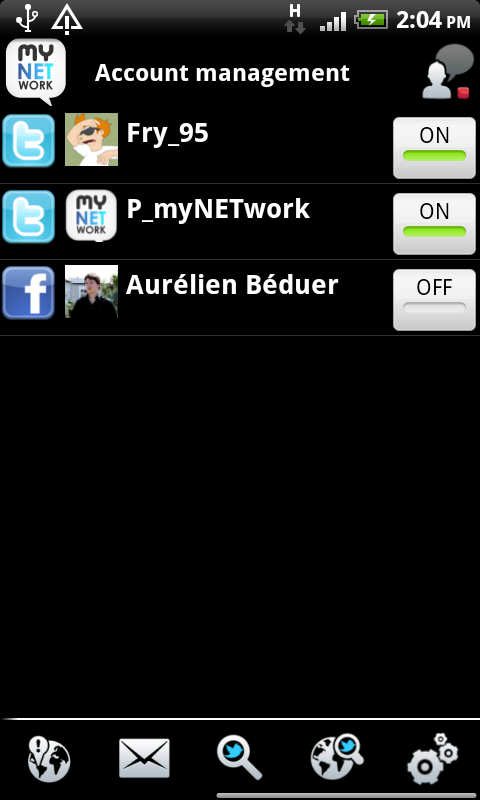 H
2:04 PM
my
NET
WORK
Account management
Fry_95
ON
my
NET
WORK
P_myNETwork
ON
Aurélien Béduer
OFF